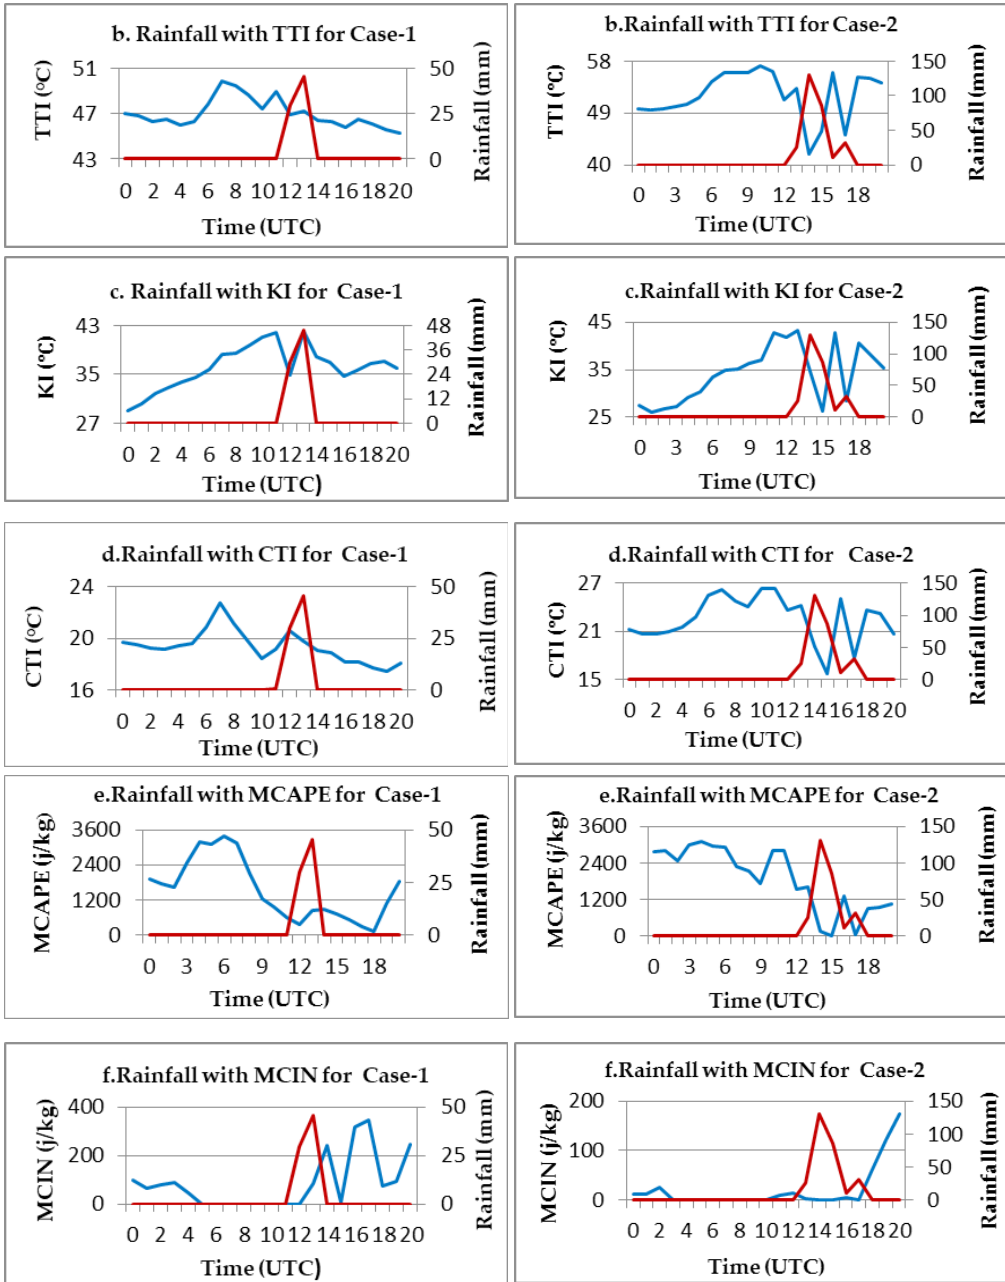 b. Rainfall with TTI for Case-1
TTI (°C)
51
47
43
50
25
0
Rainfall (mm)
0 2 4 6 8 10 12 14 16 18 20
Time (UTC)
b.Rainfall with TTI for Case-2
TTI (°C)
58
49
40
150
100
50
0
Rainfall (mm)
0 3 6 9 12 15 18
Time (UTC)
c. Rainfall with KI for Case-1
KI (°C)
43
35
27
48
36
24
12
0
Rainfall (mm)
0 2 4 6 8 10 12 14 16 18 20
Time (UTC)
c.Rainfall with KI for Case-2
KI (°C)
45
35
25
150
100
50
0
Rainfall (mm)
0 2 4 6 8 10 12 14 16 18 20
Time (UTC)
d.Rainfall with CTI for Case-1
CTI (°C)
24
20
16
50
25
0
Rainfall (mm)
0 2 4 6 8 10 12 14 16 18 20
Time (UTC)
d.Rainfall with CTI for Case-2
CTI (°C)
27
21
15
150
100
50
0
Rainfall (mm)
0 2 4 6 8 10 12 14 16 18 20
Time (UTC)
e.Rainfall with MCAPE for Case-1
MCAPE (j/kg)
3600
2400
1200
0
50
25
0
Rainfall (mm)
0 3 6 9 12 15 18
Time (UTC)
e.Rainfall with MCAPE for Case-2
MCAPE (j/kg)
3600
2400
1200
0
150
100
50
0
Rainfall (mm)
0 3 6 9 12 15 18
Time (UTC)
f.Rainfall with MCIN for Case-1
MCIN (j/kg)
400
200
0
50
25
0
Rainfall (mm)
0 2 4 6 8 10 12 14 16 18 20
Time (UTC)
f.Rainfall with MCIN for Case-2
MCIN (j/kg)
200
100
0
150
100
50
0
Rainfall (mm)
0 2 4 6 8 10 12 14 16 18 20
Time (UTC)